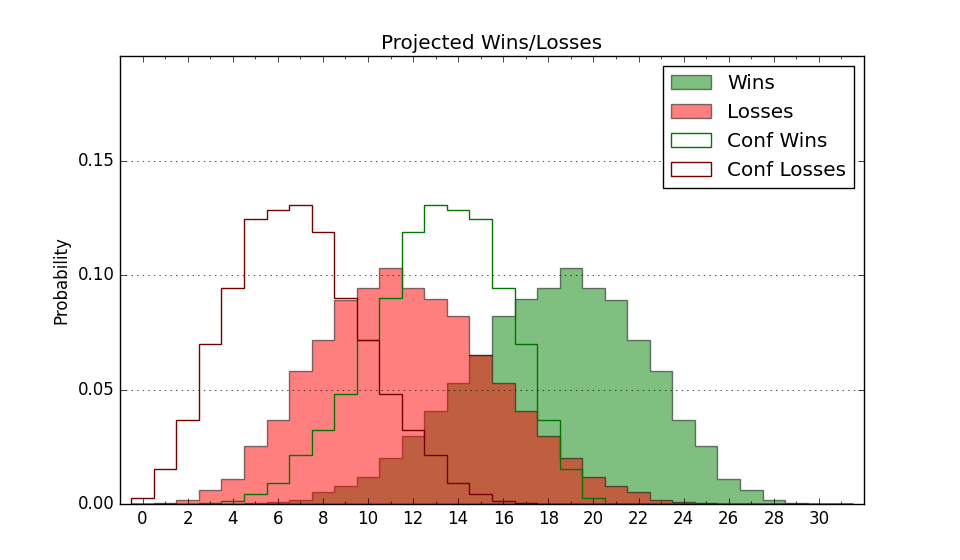 Projected Wins/Losses
Wins
Losses
Conf Wins
Conf Losses
Probability
0.15
0.10
0.05
0.00
0 2 4 6 8 10 12 14 16 18 20 22 24 26 28 30